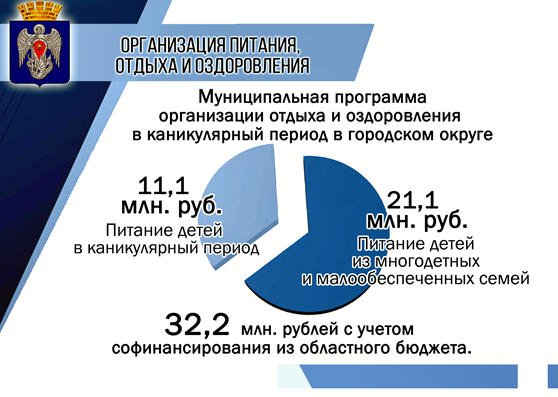 ОРГАНИЗАЦИЯ ПИТАНИЯ,
ОТДЫХА И ОЗДОРОВЛЕНИЯ
Муниципальная программа
организации отдыха и оздоровления
в каникулярный период в городском округе
11,1
млн. руб.
Питание детей
в каникулярный период
21,1
млн. руб.
Питание детей
из многодетных
и малообеспеченных семей
32,2 млн. рублей с учетом
софинансирования из областного бюджета.